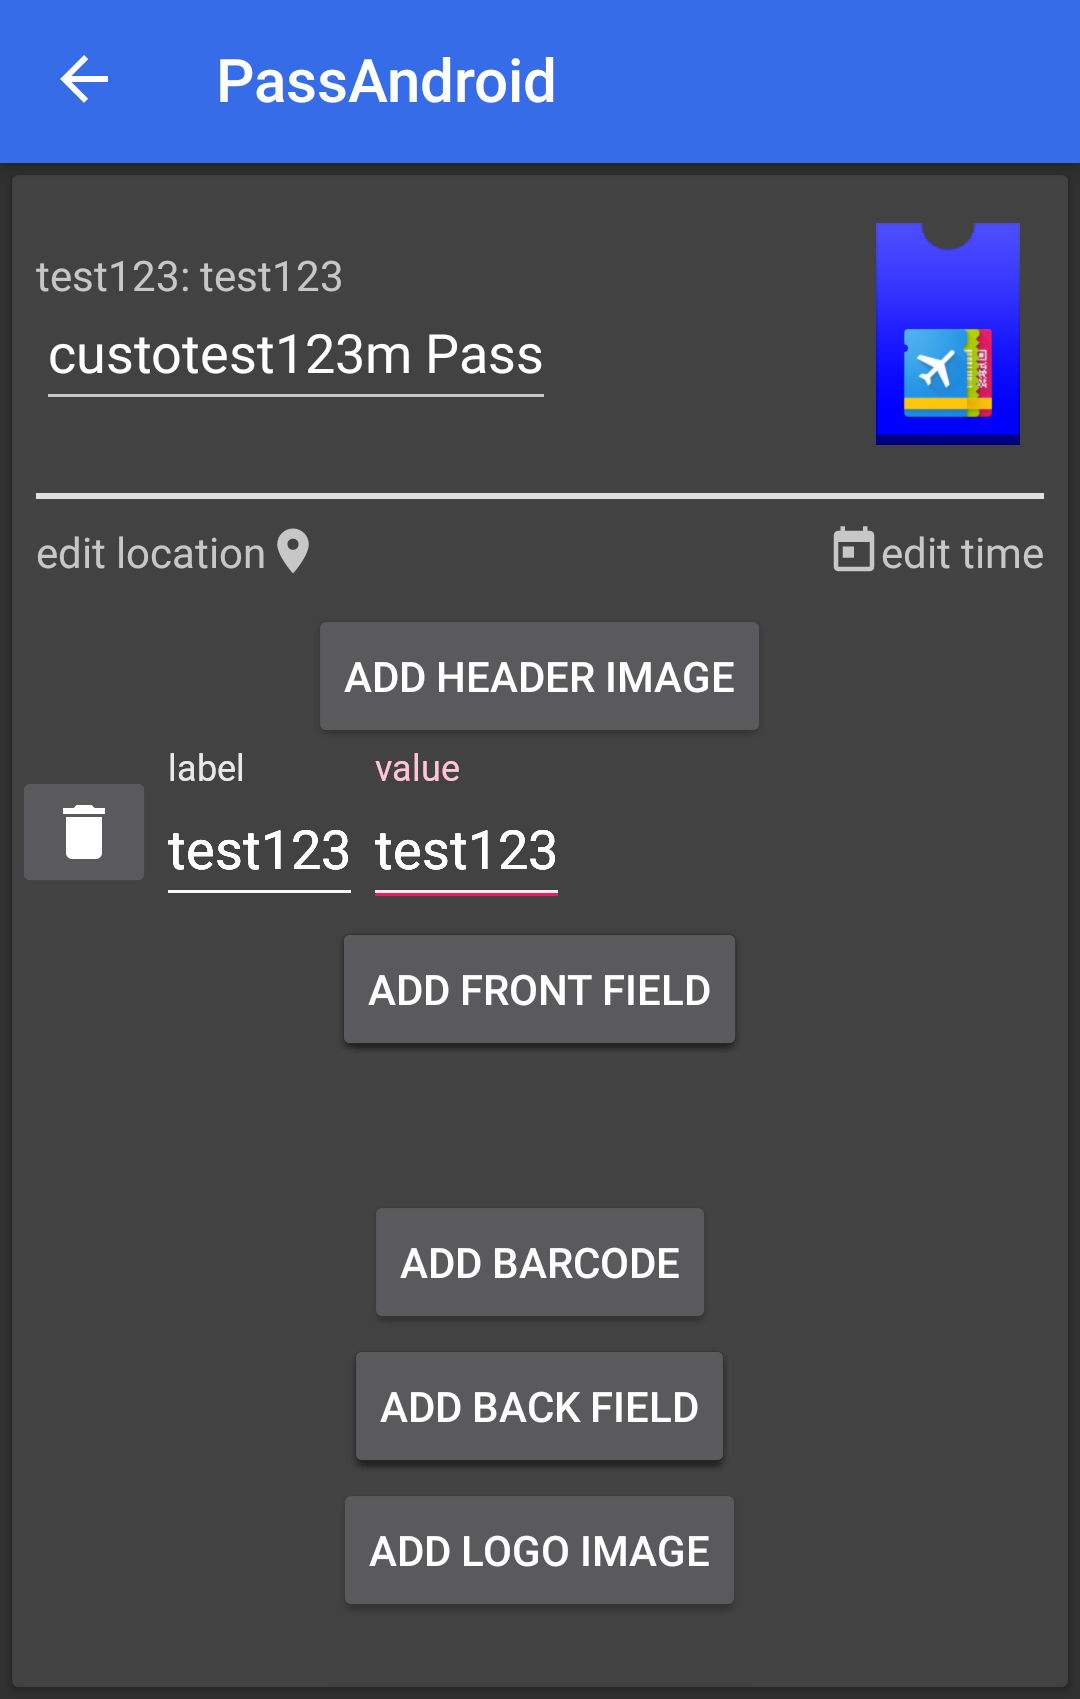 PassAndroid
test123: test123
custotest123m Pass
edit location edit time
ADD HEADER IMAGE
label value
test123 test123
ADD FRONT FIELD
ADD BARCODE
ADD BACK FIELD
ADD LOGO IMAGE